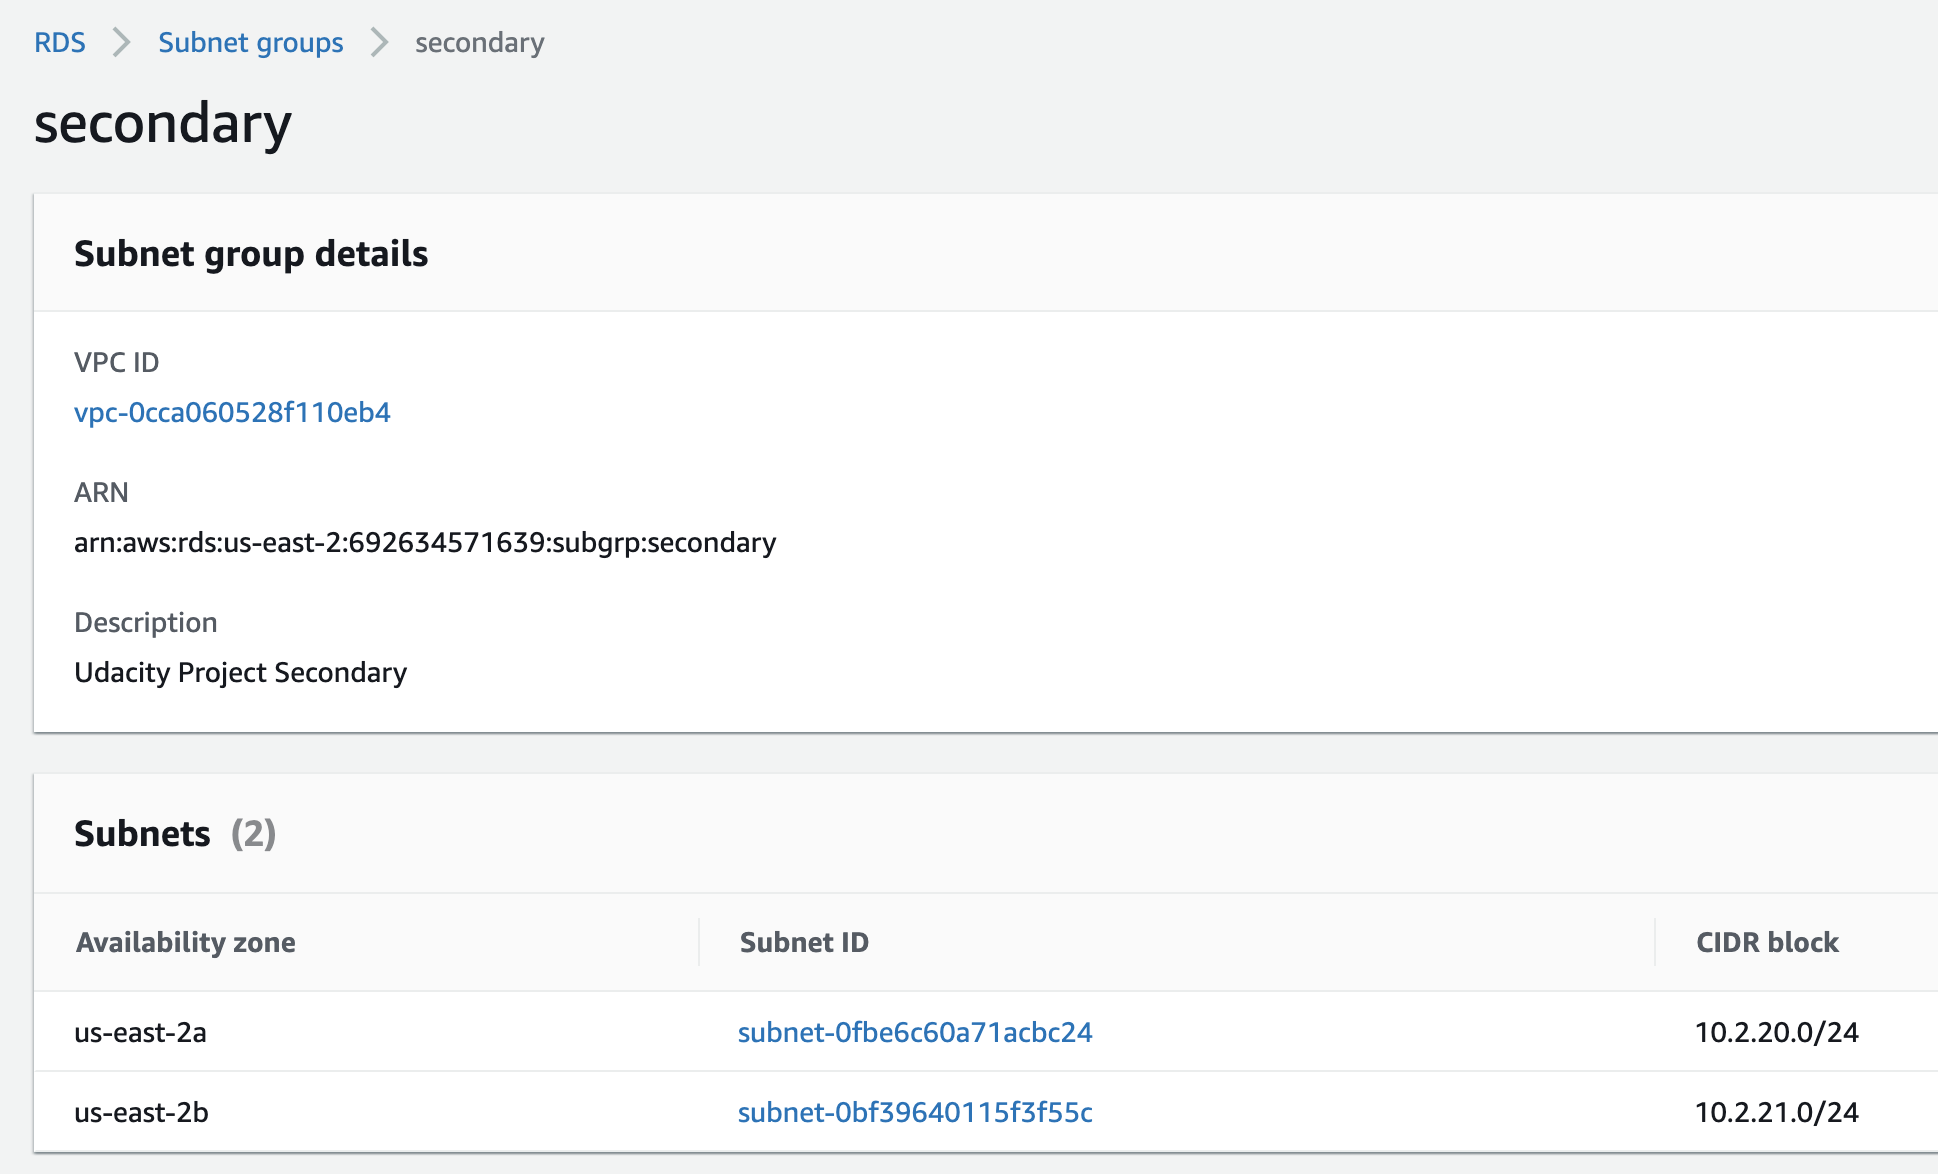 RDS > Subnet groups > secondary
secondary
Subnet group details
VPC ID
vpc-0cca060528f110eb4
ARN
arn:aws:rds:us-east-2:692634571639:subgrp:secondary
Description
Udacity Project Secondary
Subnets (2)
Availability zone Subnet ID CIDR block
us-east-2a subnet-0fbe6c60a71acbc24 10.2.20.0/24
us-east-2b subnet-0bf39640115f3f55c 10.2.21.0/24